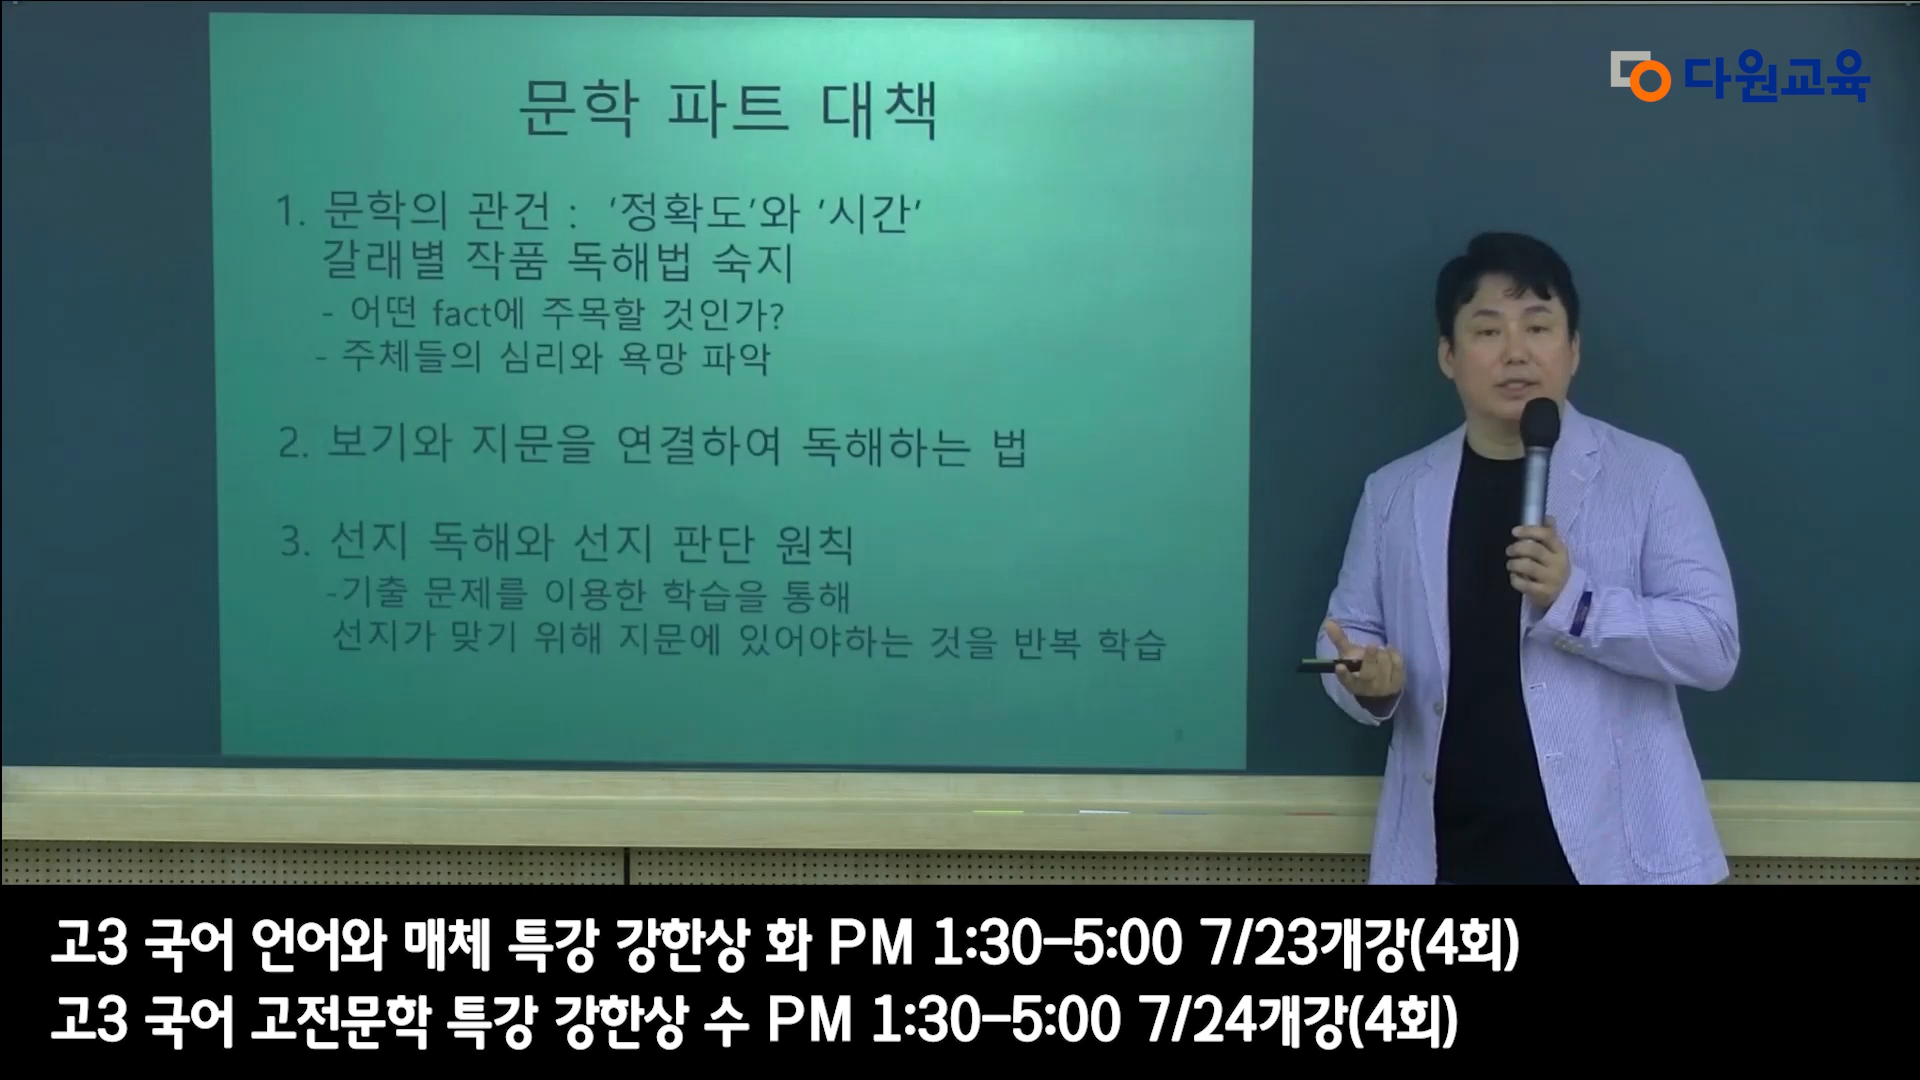 다원교육
문학 파트 대책
1. 문학의 관건 : '정확도'와 '시간'
갈래별 작품 독해법 숙지
- 어떤 fact에 주목할 것인가?
- 주체들의 심리와 욕망 파악
2. 보기와 지문을 연결하여 독해하는 법
3. 선지 독해와 선지 판단 원칙
-기출 문제를 이용한 학습을 통해
선지가 맞기 위해 지문에 있어야하는 것을 반복 학습
고3 국어 언어와 매체 특강 강한상 화 PM 1:30-5:00 7/23개강(4회)
고3 국어 고전문학 특강 강한상 수 PM 1:30-5:00 7/24개강(4회)